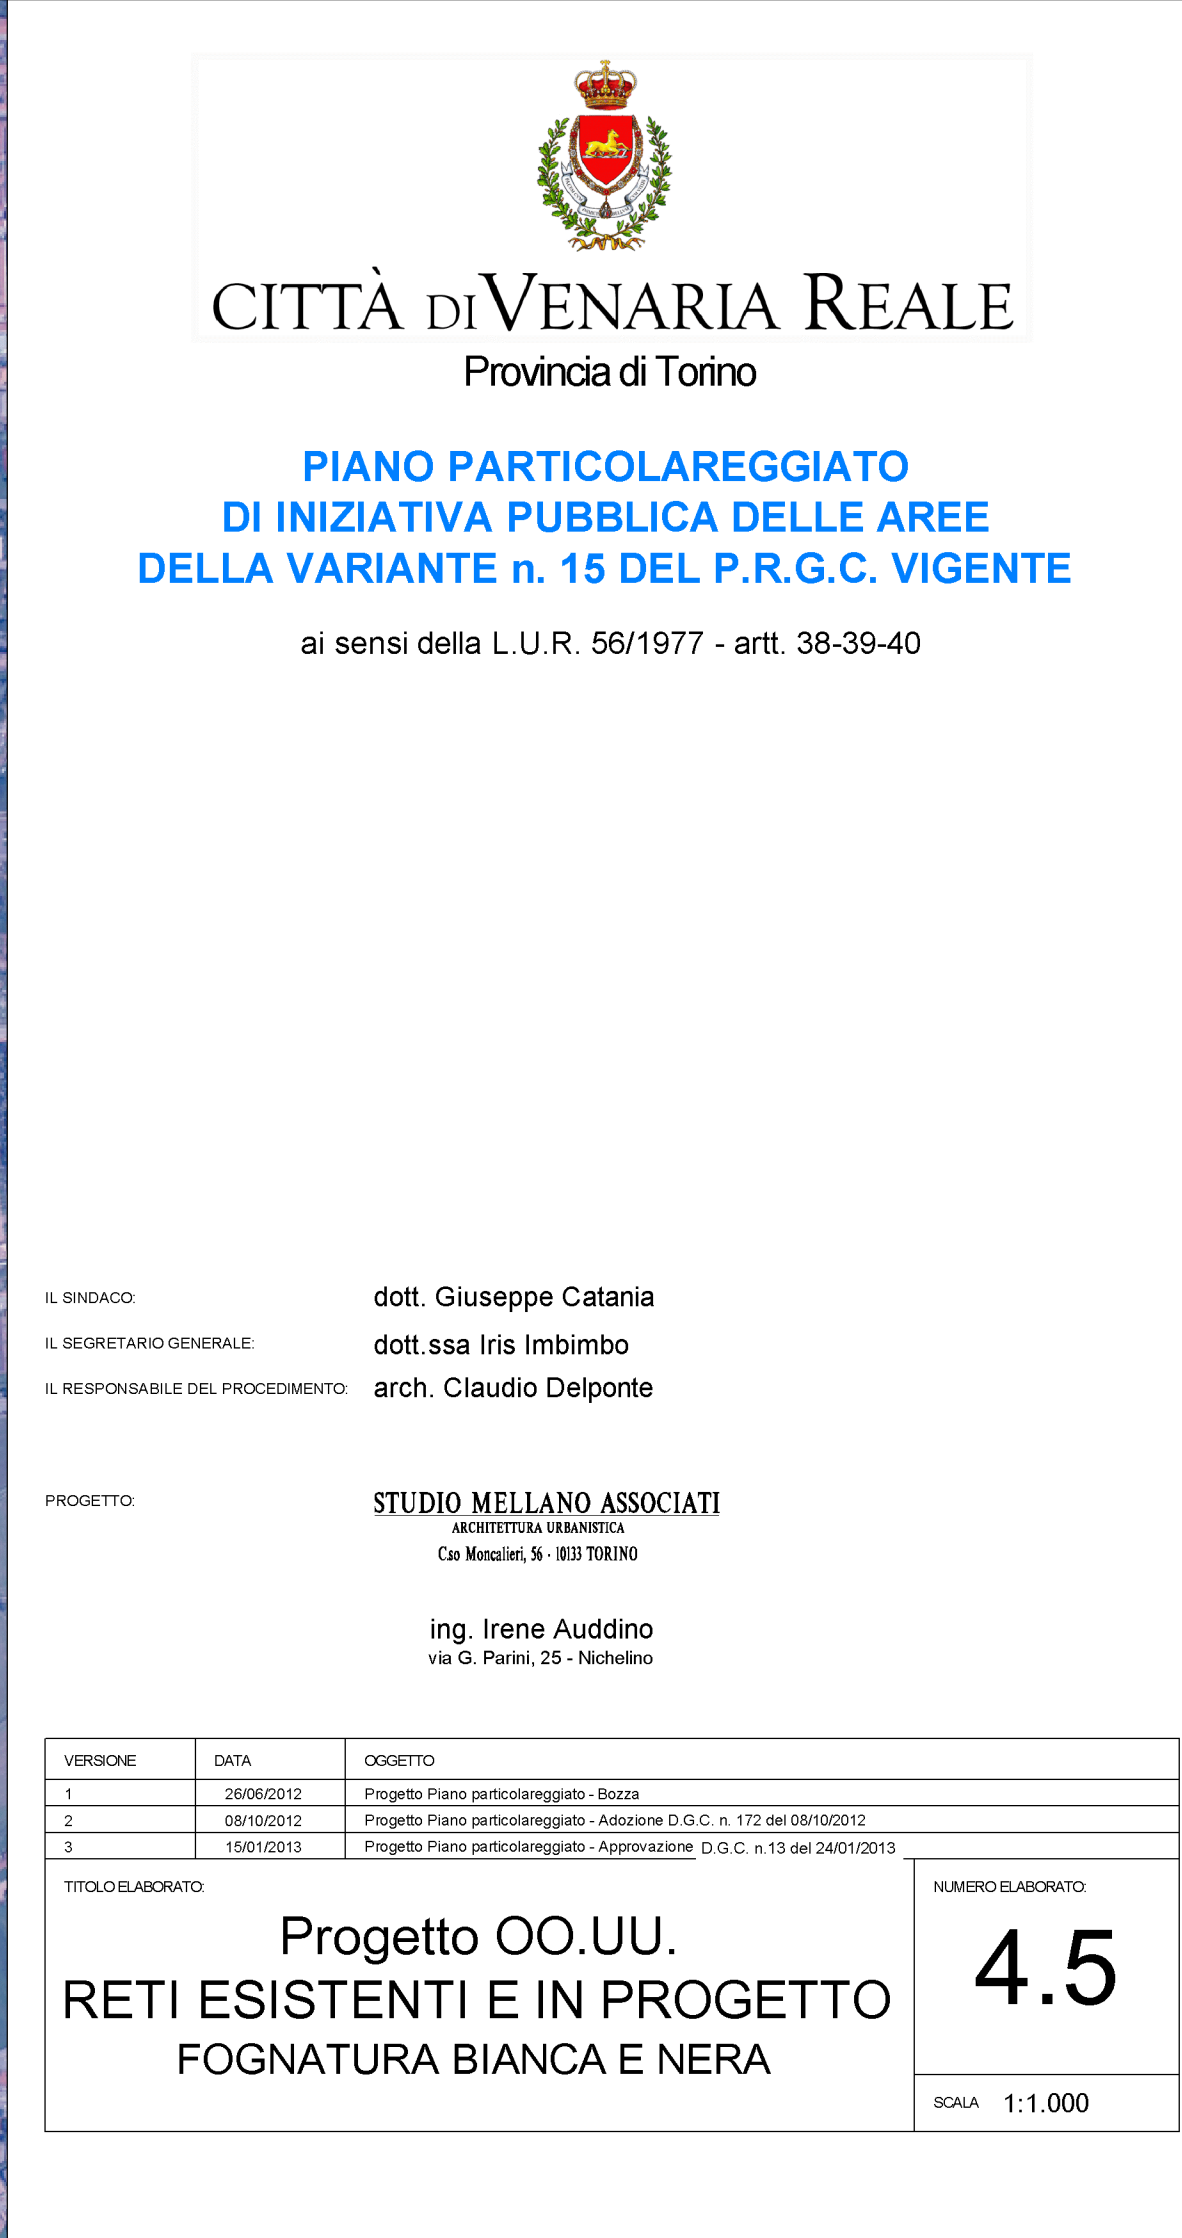 CITTÀ DI VENARIA REALE
Provincia di Torino
PIANO PARTICOLAREGGIATO
DI INIZIATIVA PUBBLICA DELLE AREE
DELLA VARIANTE n. 15 DEL P.R.G.C. VIGENTE
ai sensi della L.U.R. 56/1977 - artt. 38-39-40
IL SINDACO: dott. Giuseppe Catania
IL SEGRETARIO GENERALE: dott.ssa Iris Imbimbo
IL RESPONSABILE DEL PROCEDIMENTO: arch. Claudio Delponte
PROGETTO: STUDIO MELLANO ASSOCIATI
ARCHITETTURA URBANISTICA
C.so Moncalieri, 56 - 10133 TORINO
ing. Irene Auddino
via G. Parini, 25 - Nichelino
VERSIONE DATA OGGETTO
1 26/06/2012 Progetto Piano particolareggiato - Bozza
2 08/10/2012 Progetto Piano particolareggiato - Adozione D.G.C. n. 172 del 08/10/2012
3 15/01/2013 Progetto Piano particolareggiato - Approvazione D.G.C. n.13 del 24/01/2013
TITOLO ELABORATO:
Progetto OO.UU.
RETI ESISTENTI E IN PROGETTO
FOGNATURA BIANCA E NERA
NUMERO ELABORATO:
4.5
SCALA 1:1.000